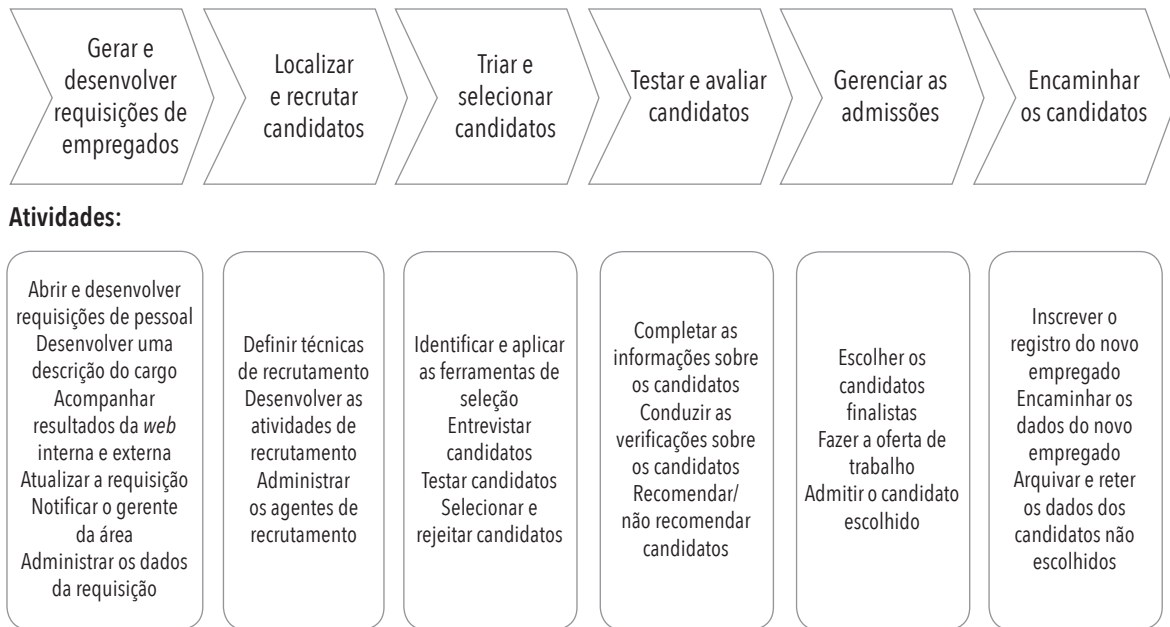 Gerar e
desenvolver
requisições de
empregados
Localizar
e recrutar
candidatos
Triar e
selecionar
candidatos
Testar e avaliar
candidatos
Gerenciar as
admissões
Encaminhar
os candidatos
Atividades:
Abrir e desenvolver
requisições de pessoal
Desenvolver uma
descrição do cargo
Acompanhar
resultados da web
interna e externa
Atualizar a requisição
Notificar o gerente
da área
Administrar os dados
da requisição
Definir técnicas
de recrutamento
Desenvolver as
atividades de
recrutamento
Administrar
os agentes de
recrutamento
Identificar e aplicar
as ferramentas de
seleção
Entrevistar
candidatos
Testar candidatos
Selecionar e
rejeitar candidatos
Completar as
informações sobre
os candidatos
Conduzir as
verificações sobre
os candidatos
Recomendar/
não recomendar
candidatos
Escolher os
candidatos
finalistas
Fazer a oferta de
trabalho
Admitir o candidato
escolhido
Inscrever o
registro do novo
empregado
Encaminhar os
dados do novo
empregado
Arquivar e reter
os dados dos
candidatos não
escolhidos